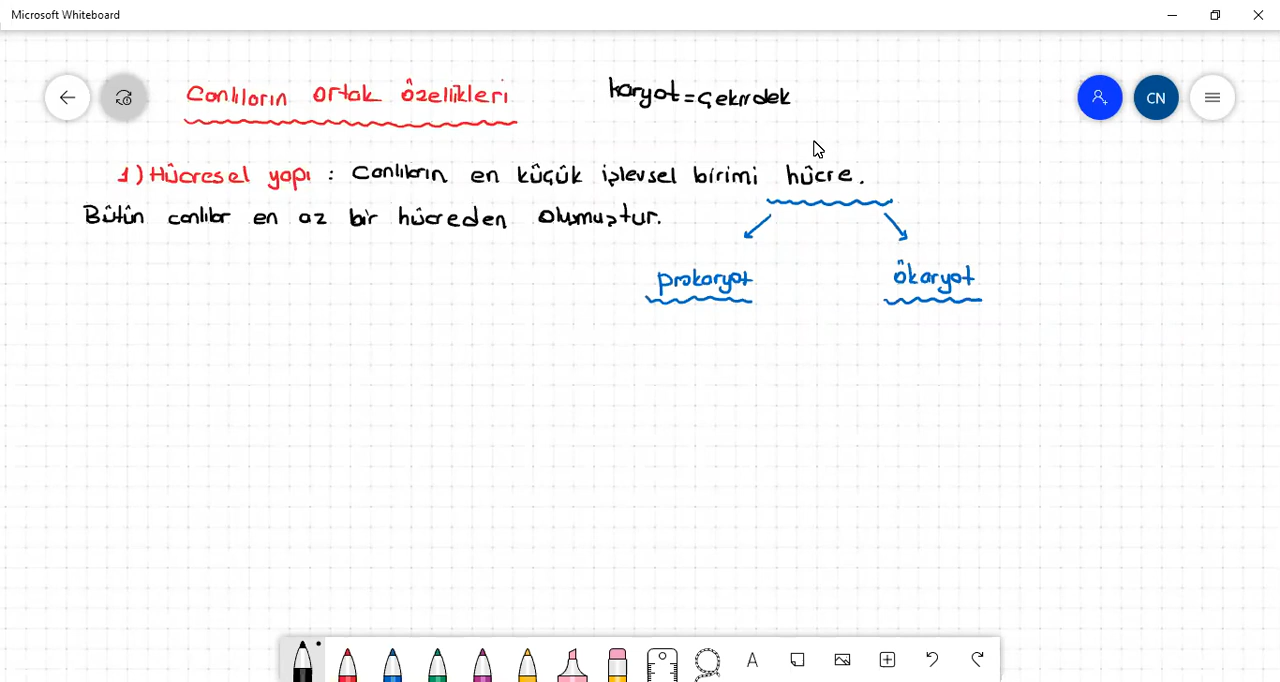 Microsoft Whiteboard
Canlıların ortak özellikleri
karyot = çekirdek
CN
1) Hücresel yapı : Canlıların en küçük işlevsel birimi hücre.
Bütün canlılar en az bir hücreden oluşmuştur.
prokaryot
ökaryot
A